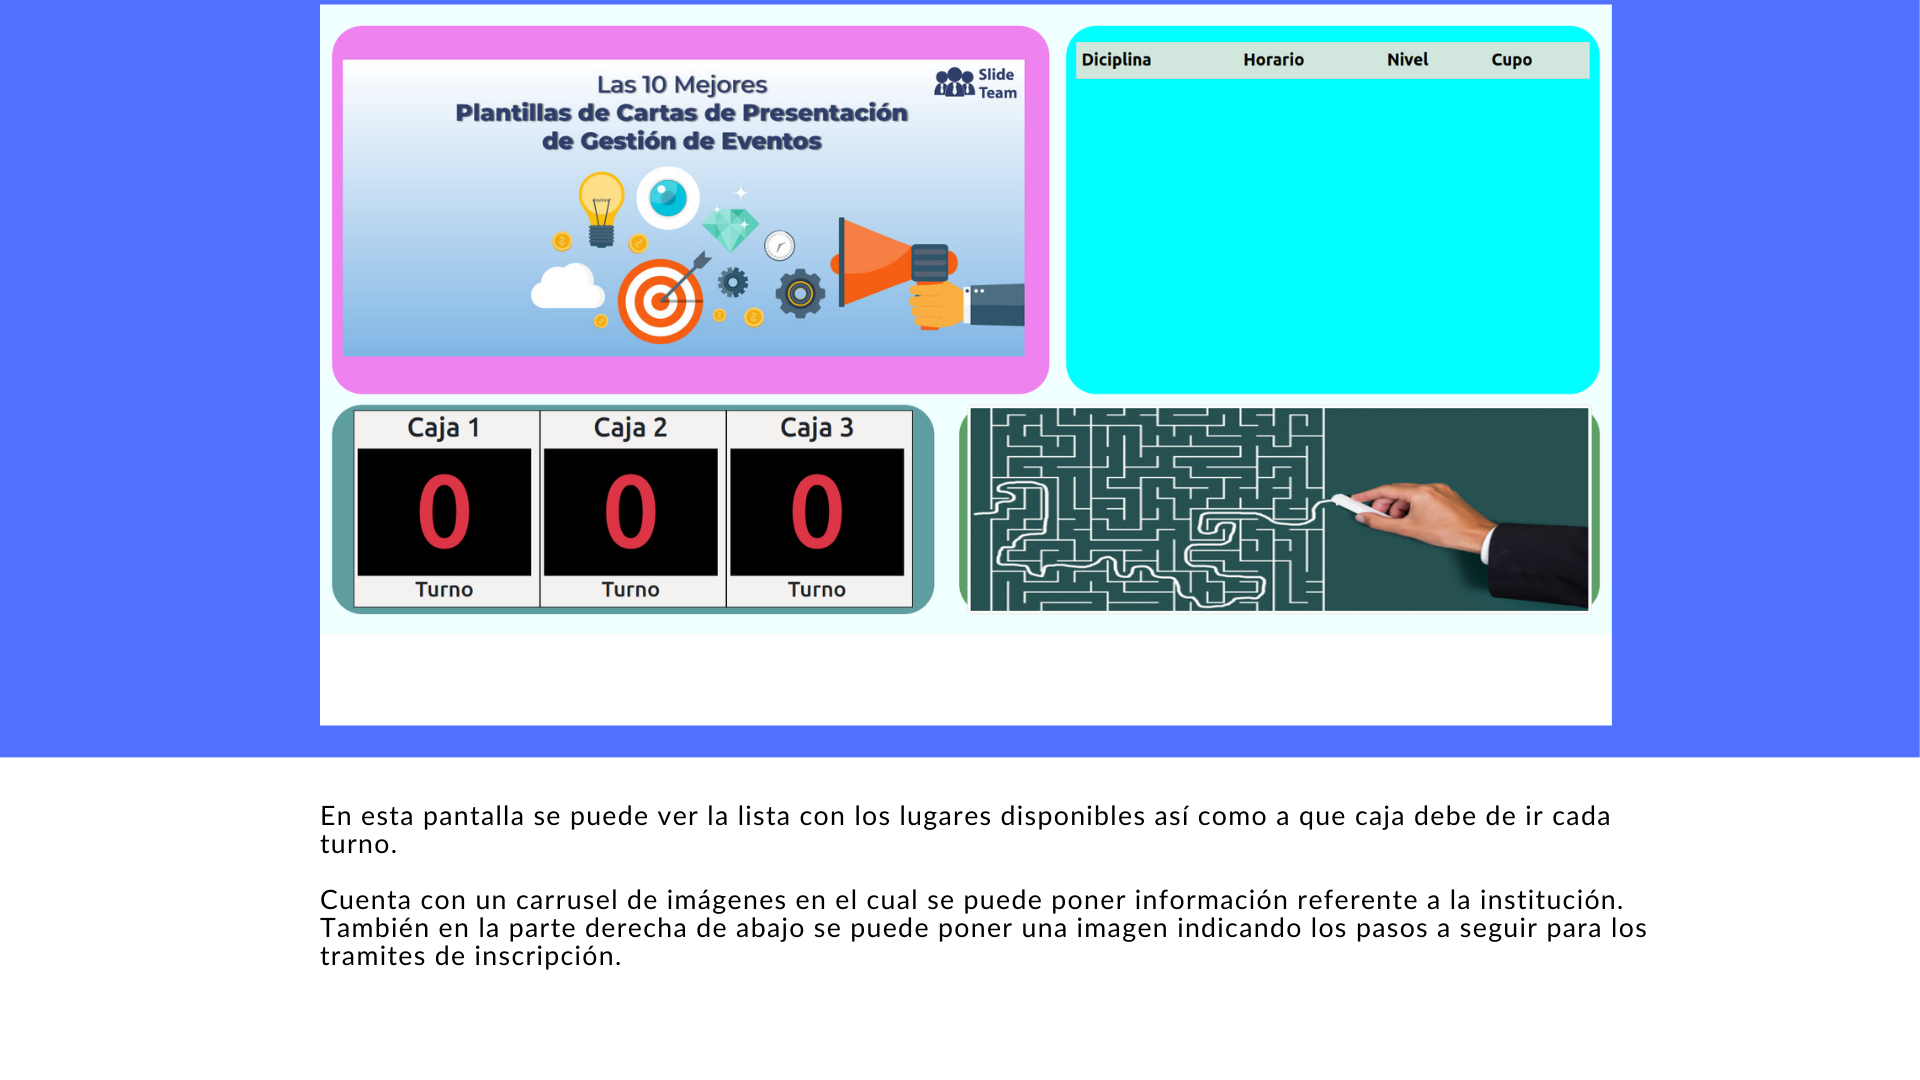 Las 10 Mejores
Plantillas de Cartas de Presentación
de Gestión de Eventos
Slide
Team
Diciplina Horario Nivel Cupo
Caja 1 Caja 2 Caja 3
0 0 0
Turno Turno Turno
En esta pantalla se puede ver la lista con los lugares disponibles así como a que caja debe de ir cada
turno.
Cuenta con un carrusel de imágenes en el cual se puede poner información referente a la institución.
También en la parte derecha de abajo se puede poner una imagen indicando los pasos a seguir para los
tramites de inscripción.